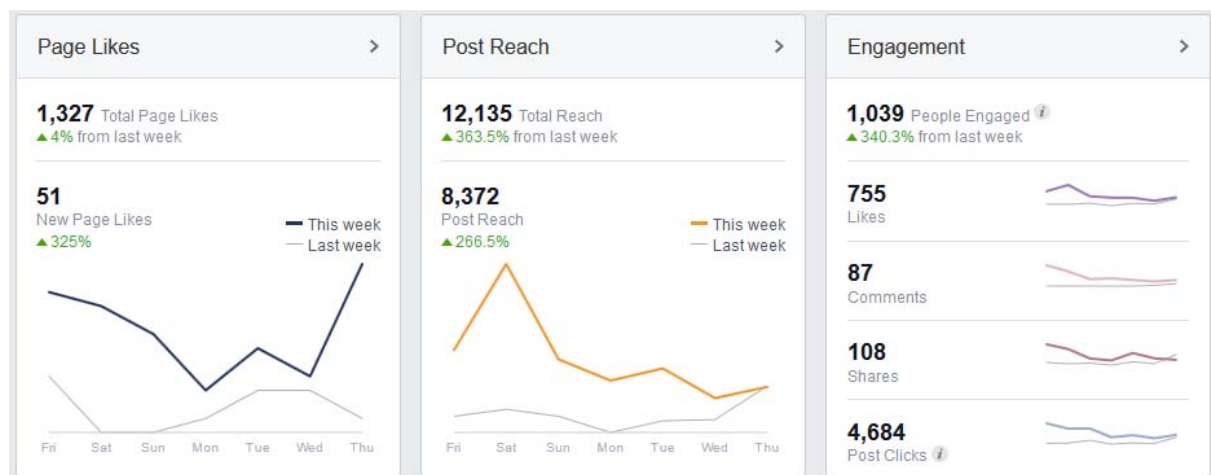 Page Likes
1,327 Total Page Likes
4% from last week
51
New Page Likes
325%
This week
Last week
Fri Sat Sun Mon Tue Wed Thu
Post Reach
12,135 Total Reach
363.5% from last week
8,372
Post Reach
266.5%
This week
Last week
Fri Sat Sun Mon Tue Wed Thu
Engagement
1,039 People Engaged i
340.3% from last week
755
Likes
87
Comments
108
Shares
4,684
Post Clicks i